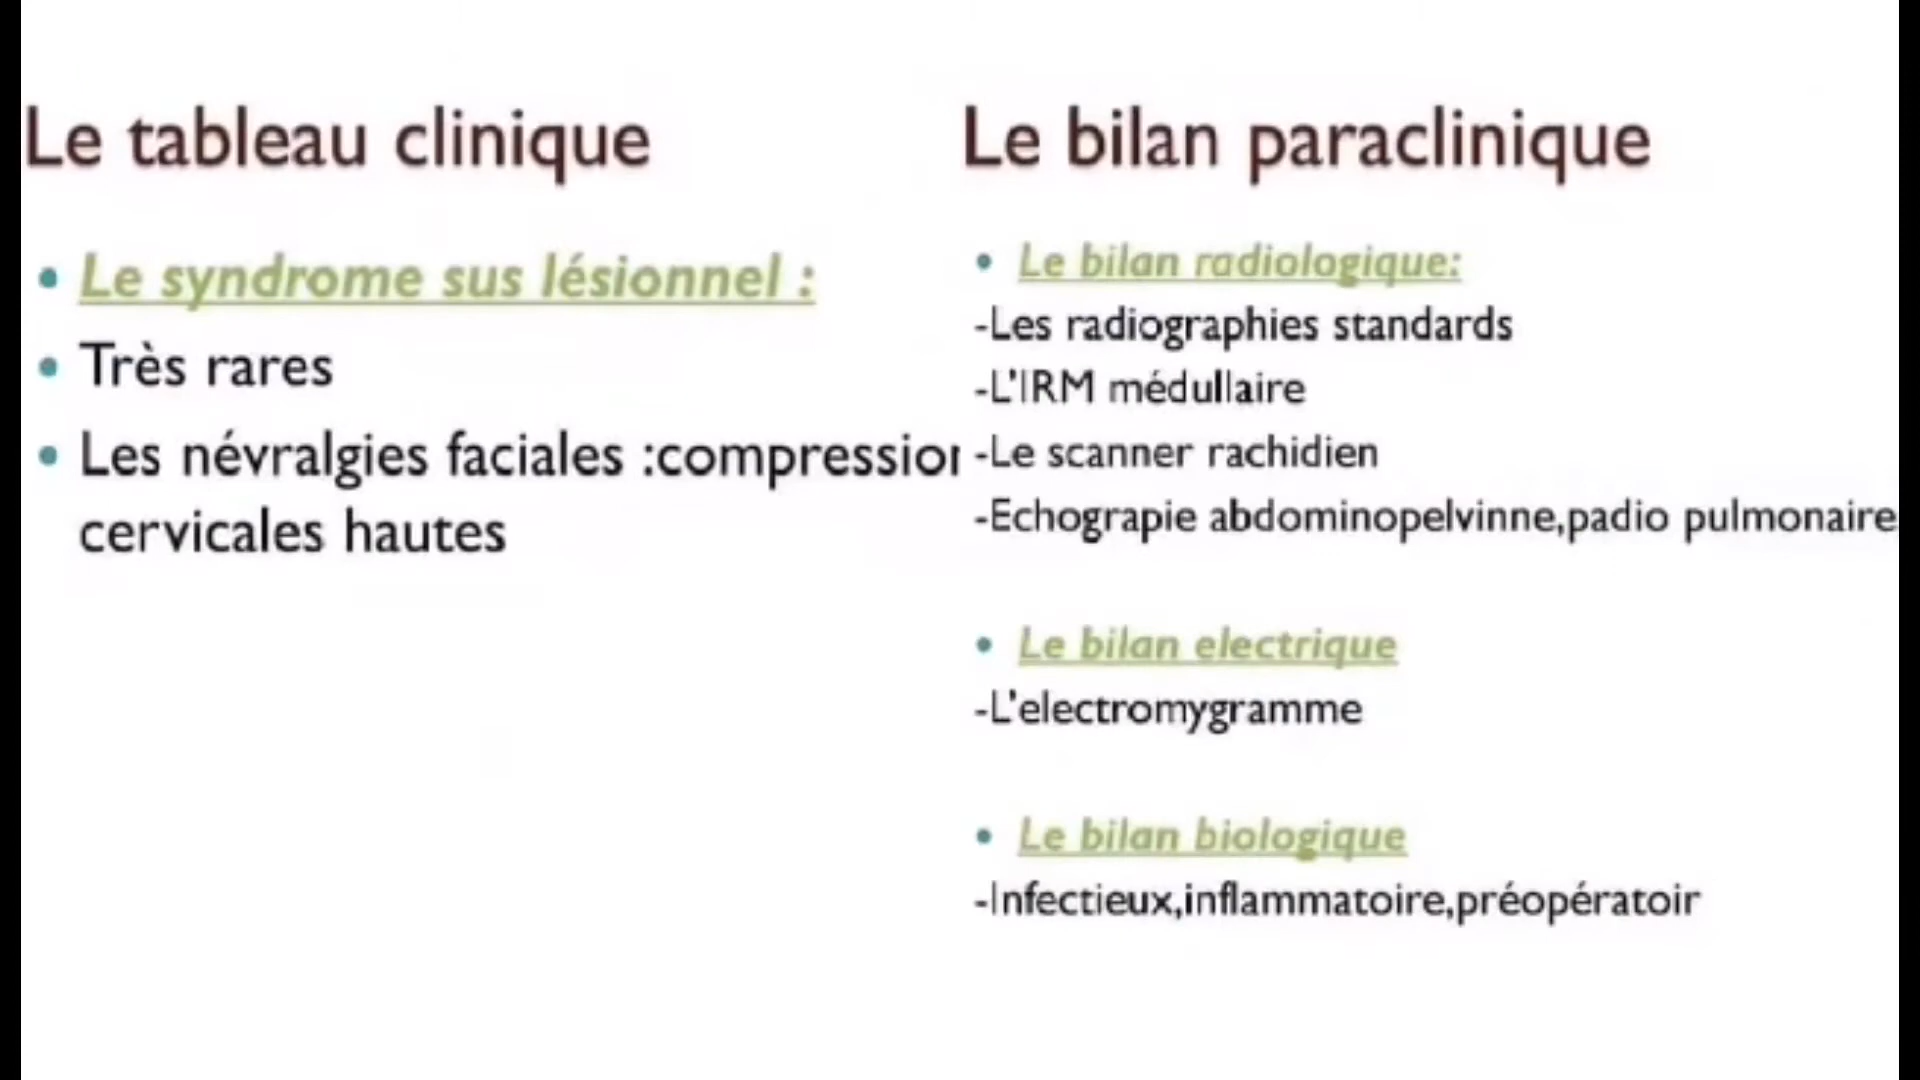 Le tableau clinique
• Le syndrome sus lésionnel :
• Très rares
• Les névralgies faciales :compression
cervicales hautes
Le bilan paraclinique
• Le bilan radiologique:
-Les radiographies standards
-L'IRM médullaire
-Le scanner rachidien
-Echograpie abdominopelvinne,padio pulmonaire
• Le bilan electrique
-L'electromygramme
• Le bilan biologique
-Infectieux,inflammatoire,préopératoir